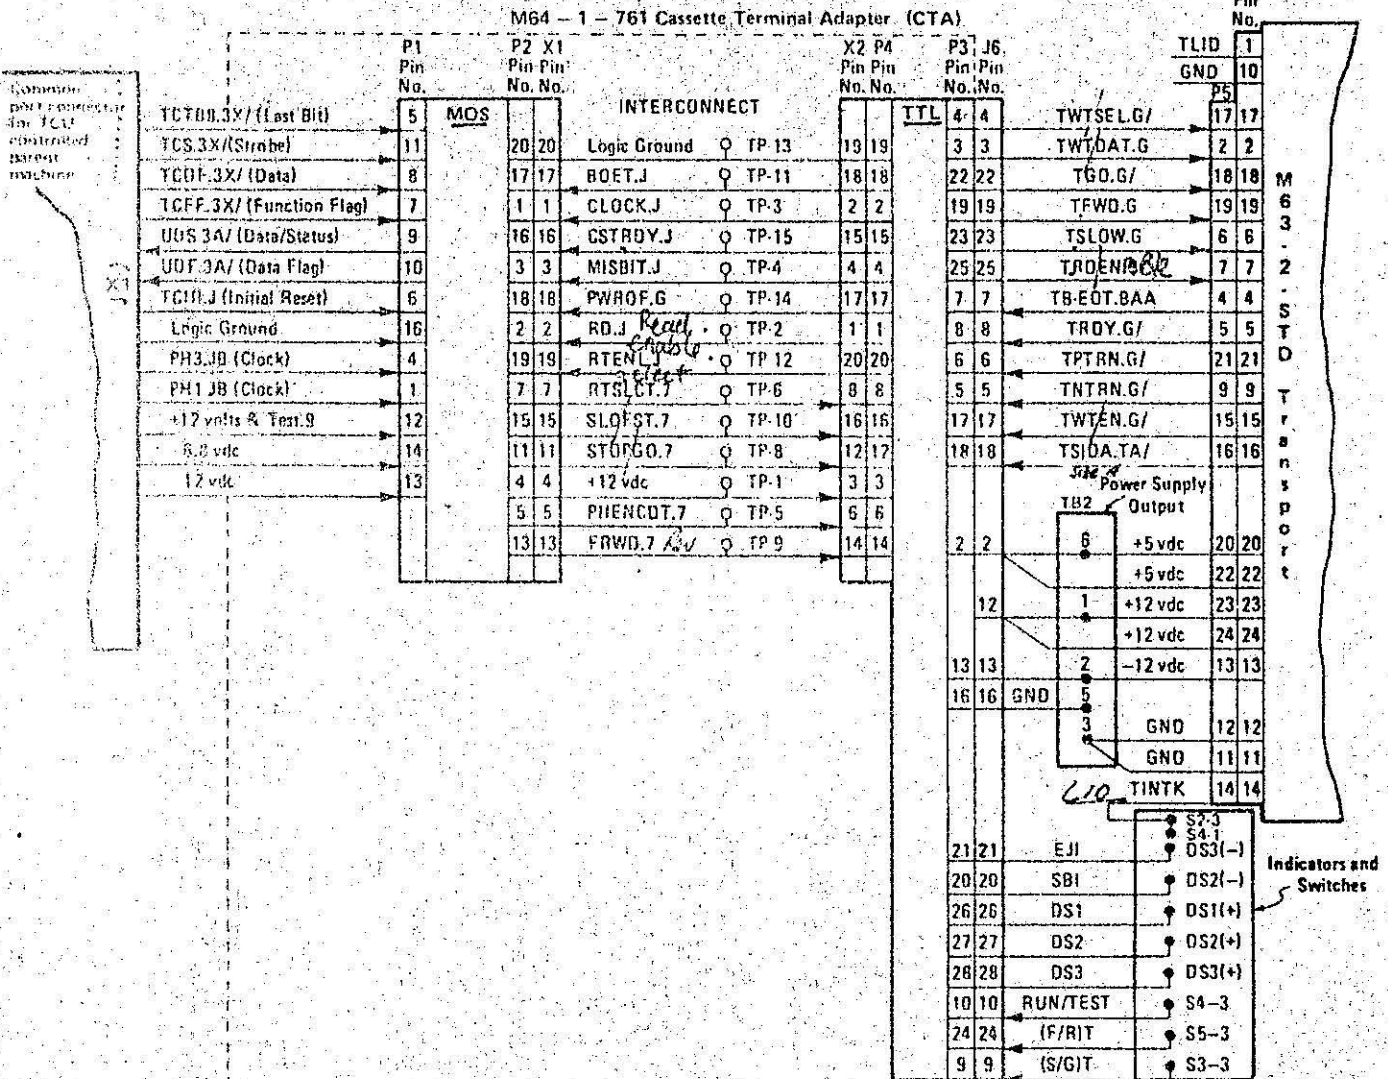 M64 – 1 – 761 Cassette Terminal Adapter (CTA)
Pin
No.
TLID 1
GND 10
P5
P1 Pin No.
P2 X1 Pin Pin No. No.
X2 P4 Pin Pin No. No.
P3 J6 Pin Pin No. No.
Common
port connector
for TCU
controlled
parent
machine
MOS
INTERCONNECT
TTL
TCT08.3X/ (Last Bit) 5
TCS.3X/(Strobe) 11
TCDF.3X/ (Data) 8
TCFF.3X/ (Function Flag) 7
UDS.3A/ (Data/Status) 9
UDF.3A/ (Data Flag) 10
(Initial Reset) 6
Logic Ground 16
PH3.JB (Clock) 4
PH1.JB (Clock) 1
+12 volts & Test.9 12
vdc 14
12 vdc 13
20 20 Logic Ground TP-13 19 19
17 17 BOET.J TP-11 18 18
1 1 CLOCK.J TP-3 2 2
16 16 CSTRDY.J TP-15 15 15
3 3 MISBIT.J TP-4 4 4
18 18 PWROF.G TP-14 17 17
2 2 RD.J Read TP-2 1 1
enable
19 19 RTENL.J TP 12 20 20
select
7 7 RTSLCT.7 TP-6 8 8
15 15 SLOFST.7 TP-10 16 16
11 11 STOPGO.7 TP-8 12 12
4 4 +12 vdc TP-1 3 3
5 5 PHENCDT.7 TP-5 6 6
13 13 FRWD.7 TP 9 14 14
4 4 TWTSEL.G/ 17 17
3 3 TWTDAT.G 2 2
22 22 TGO.G/ 18 18
19 19 TFWD.G 19 19
23 23 TSLOW.G 6 6
25 25 7 7
7 7 TB-EOT.BAA 4 4
8 8 TRDY.G/ 5 5
6 6 TPTRN.G/ 21 21
5 5 TNTRN.G/ 9 9
17 17 TWTEN.G/ 15 15
18 18 TSIDA.TA/ 16 16
side A
Power Supply
TB2 Output
2 2 6 +5 vdc 20 20
+5 vdc 22 22
12 1 +12 vdc 23 23
+12 vdc 24 24
13 13 2 –12 vdc 13 13
16 16 GND 5
3 GND 12 12
GND 11 11
TINTK 14 14
M63-2-STD Transport
S2-3
S4-1
21 21 EJI DS3(–)
20 20 SBI DS2(–)
26 26 DS1 DS1(+)
27 27 DS2 DS2(+)
28 28 DS3 DS3(+)
10 10 RUN/TEST S4–3
24 24 (F/R)T S5–3
9 9 (S/G)T S3–3
Indicators and
Switches